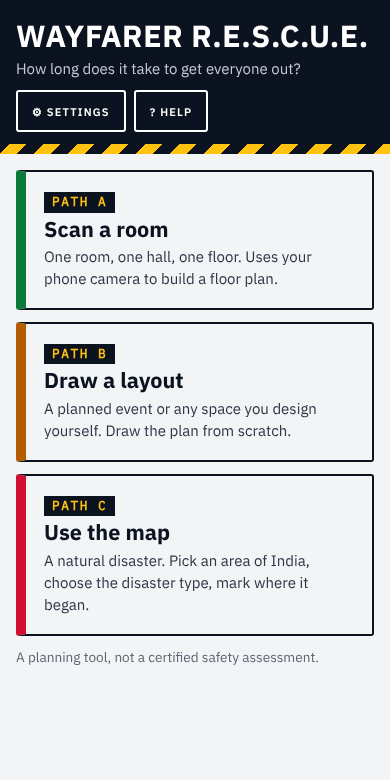 WAYFARER R.E.S.C.U.E.
How long does it take to get everyone out?
⚙ SETTINGS
? HELP
PATH A
Scan a room
One room, one hall, one floor. Uses your
phone camera to build a floor plan.
PATH B
Draw a layout
A planned event or any space you design
yourself. Draw the plan from scratch.
PATH C
Use the map
A natural disaster. Pick an area of India,
choose the disaster type, mark where it
began.
A planning tool, not a certified safety assessment.